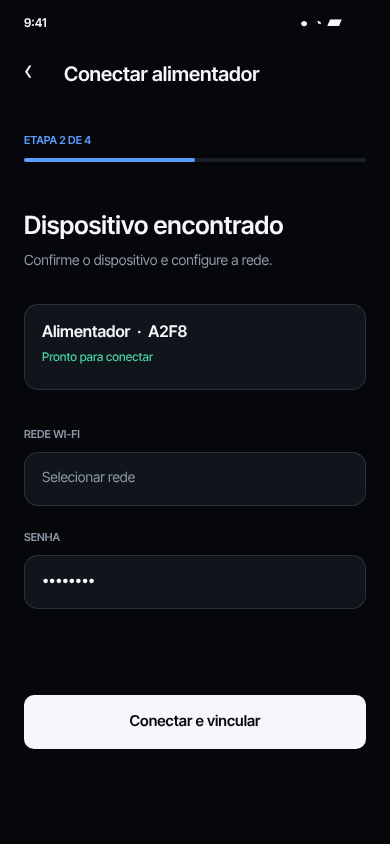 9:41
Conectar alimentador
ETAPA 2 DE 4
Dispositivo encontrado
Confirme o dispositivo e configure a rede.
Alimentador · A2F8
Pronto para conectar
REDE WI-FI
Selecionar rede
SENHA
••••••••
Conectar e vincular